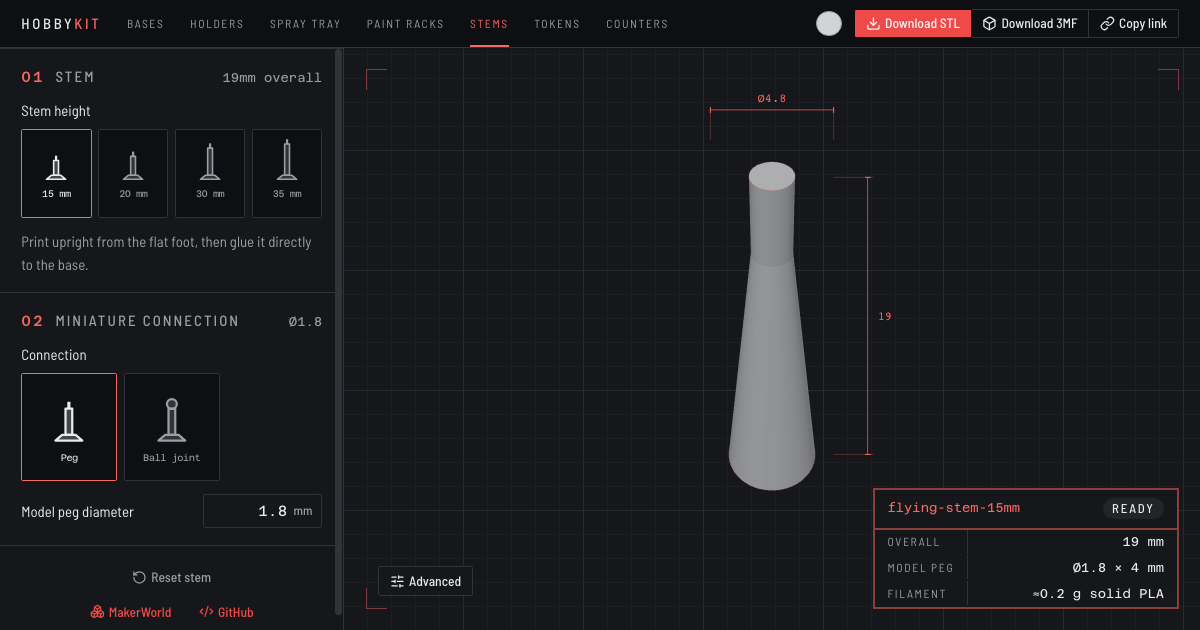 HOBBYKIT BASES HOLDERS SPRAY TRAY PAINT RACKS STEMS TOKENS COUNTERS Download STL Download 3MF Copy link
01 STEM 19mm overall
Stem height
15 mm 20 mm 30 mm 35 mm
Print upright from the flat foot, then glue it directly
to the base.
02 MINIATURE CONNECTION Ø1.8
Connection
Peg Ball joint
Model peg diameter 1.8 mm
Reset stem
MakerWorld GitHub
Ø4.8
19
Advanced
flying-stem-15mm READY
OVERALL 19 mm
MODEL PEG Ø1.8 × 4 mm
FILAMENT ≈0.2 g solid PLA